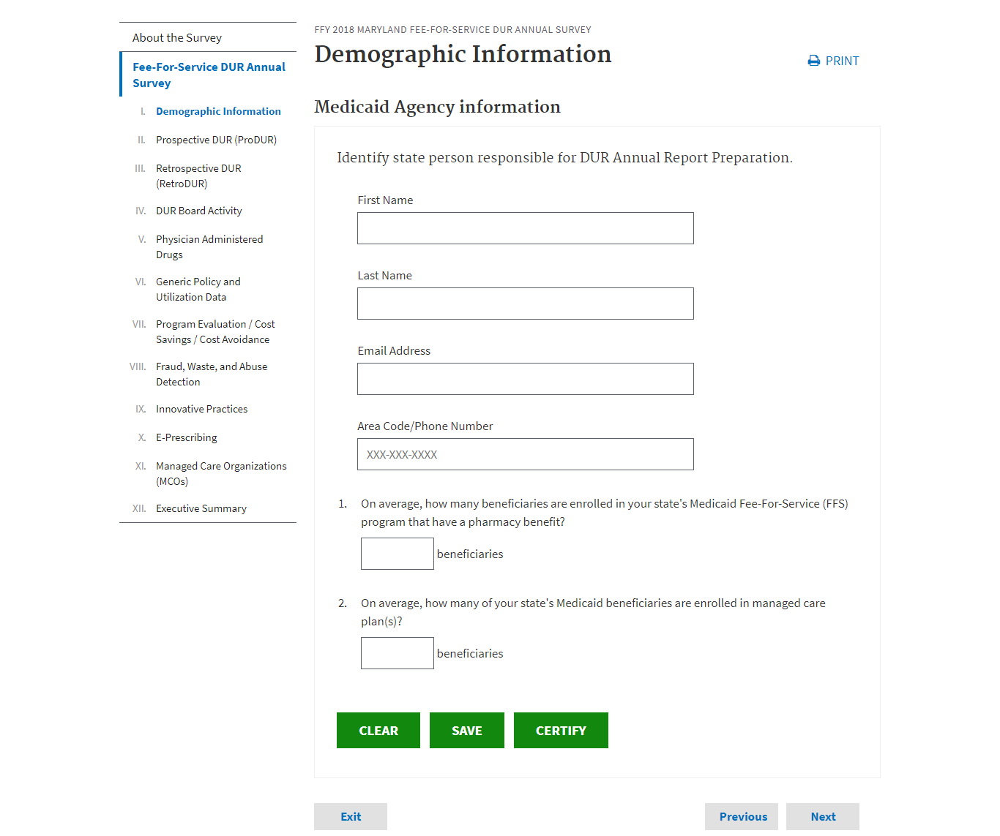 About the Survey
Fee-For-Service DUR Annual
Survey
I. Demographic Information
II. Prospective DUR (ProDUR)
III. Retrospective DUR
(RetroDUR)
IV. DUR Board Activity
V. Physician Administered
Drugs
VI. Generic Policy and
Utilization Data
VII. Program Evaluation / Cost
Savings / Cost Avoidance
VIII. Fraud, Waste, and Abuse
Detection
IX. Innovative Practices
X. E-Prescribing
XI. Managed Care Organizations
(MCOs)
XII. Executive Summary
FFY 2018 MARYLAND FEE-FOR-SERVICE DUR ANNUAL SURVEY
Demographic Information
PRINT
Medicaid Agency information
Identify state person responsible for DUR Annual Report Preparation.
First Name
Last Name
Email Address
Area Code/Phone Number
XXX-XXX-XXXX
1. On average, how many beneficiaries are enrolled in your state's Medicaid Fee-For-Service (FFS)
program that have a pharmacy benefit?
beneficiaries
2. On average, how many of your state's Medicaid beneficiaries are enrolled in managed care
plan(s)?
beneficiaries
CLEAR SAVE CERTIFY
Exit Previous Next